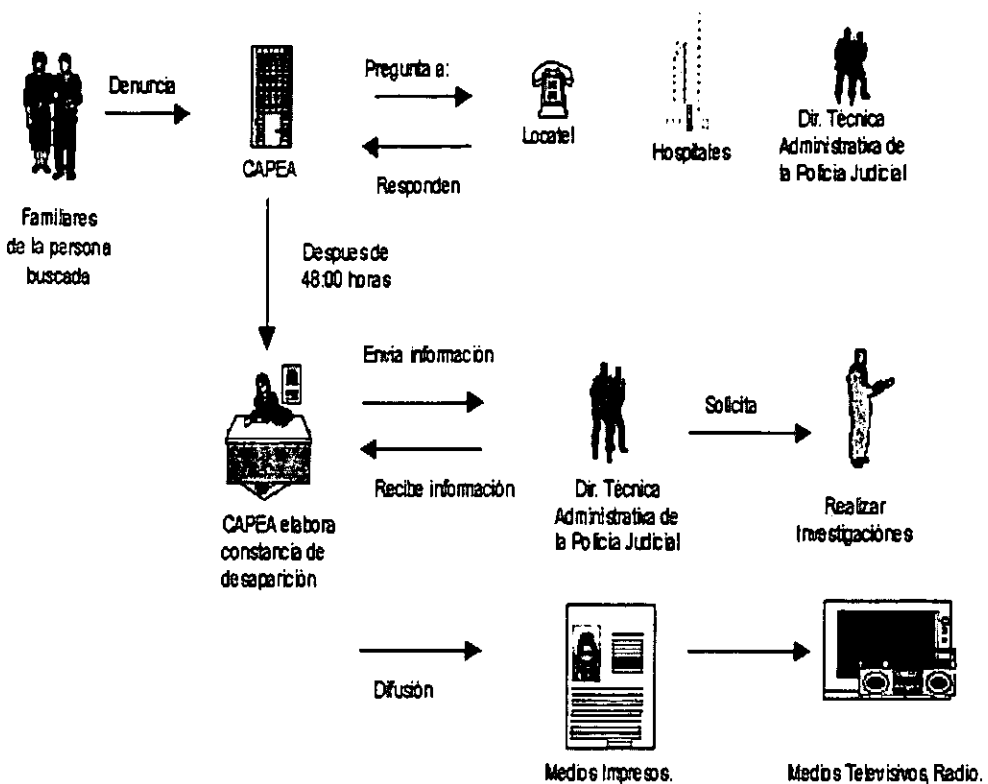 Denuncia
Pregunta a:
CAPEA
Locatel
Hospitales
Dir. Técnica
Administrativa de
la Policía Judicial
Responden
Familiares
de la persona
buscada
Despues de
48:00 horas
Envia información
Solicita
Recibe información
CAPEA elabora
constancia de
desaparición
Dir. Técnica
Administrativa de
la Policía Judicial
Realizar
Investigaciónes
Difusión
Medios Impresos.
Medios Televisivos, Radio.